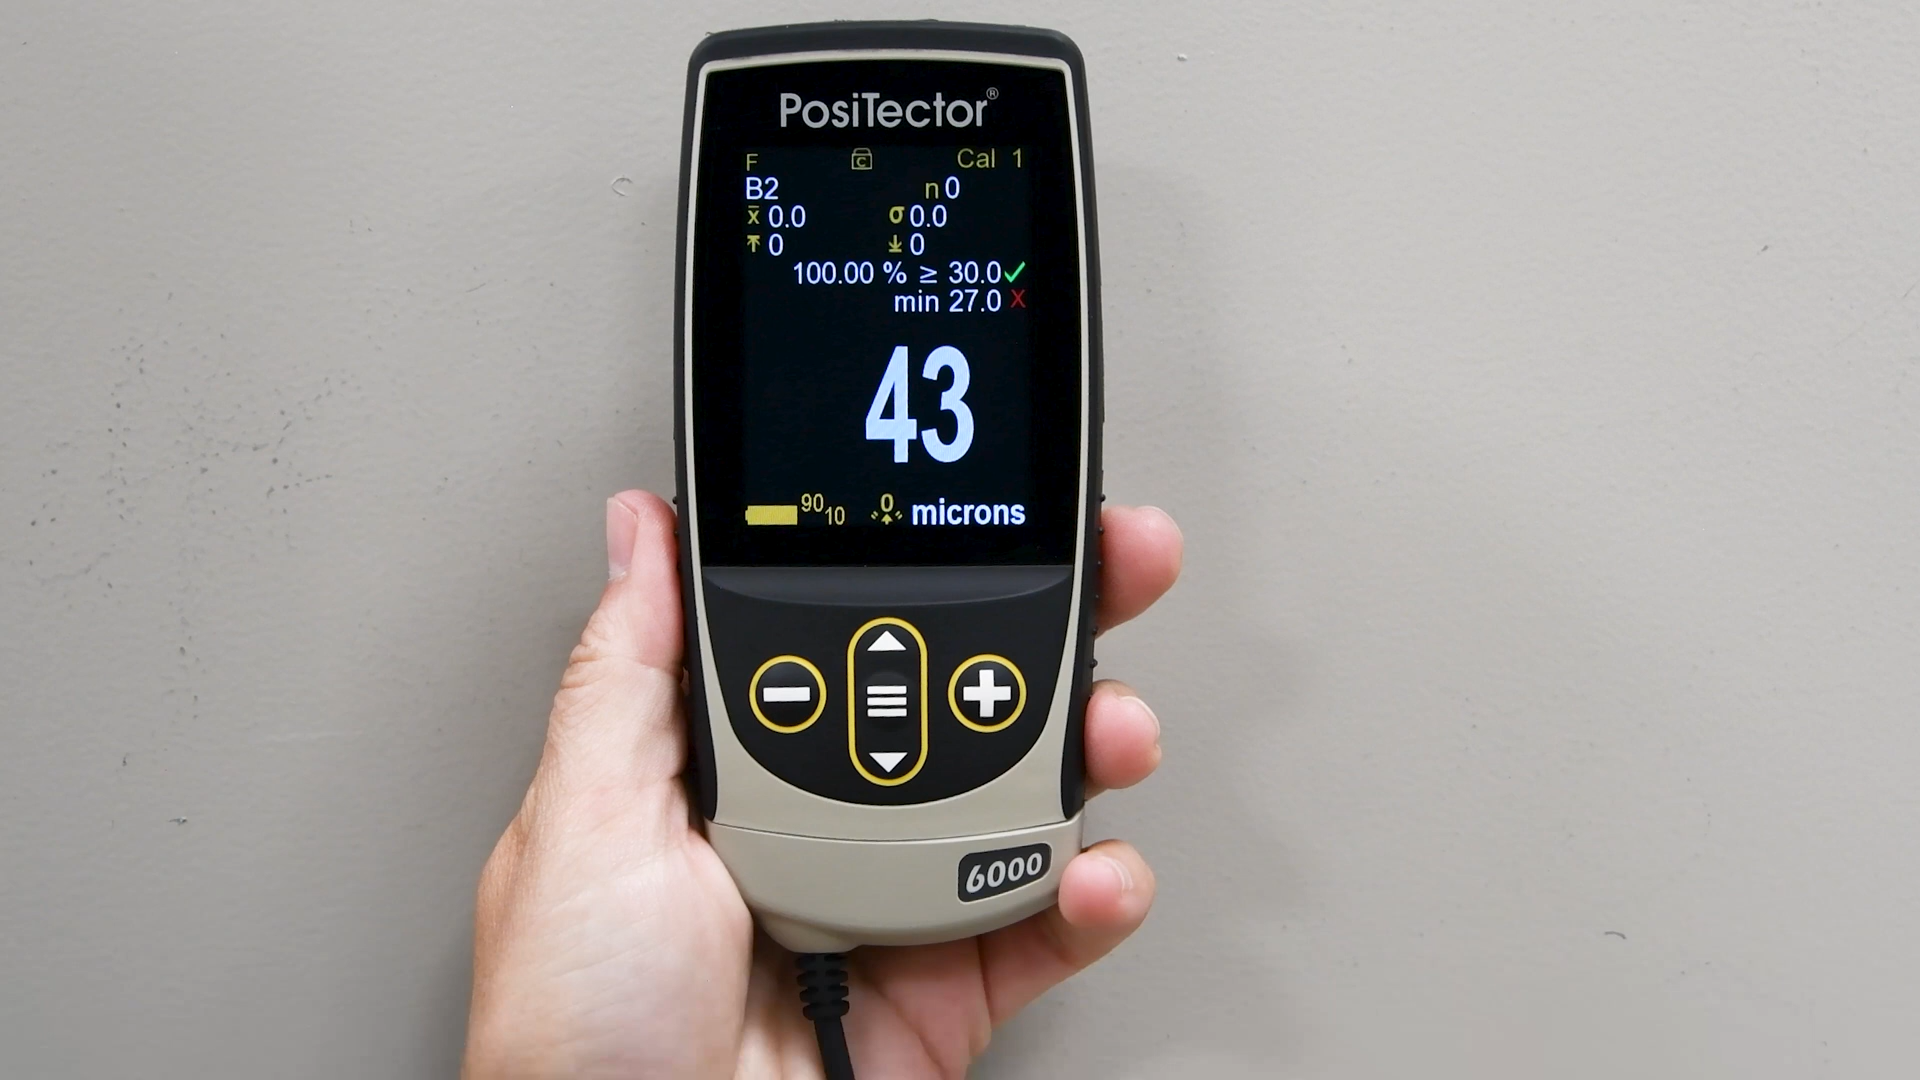 PosiTector®
F C Cal 1
B2 n 0
x̄ 0.0 σ 0.0
↑ 0 ↓ 0
100.00 % ≥ 30.0 ✓
min 27.0 X
43
90 10 0 microns
6000